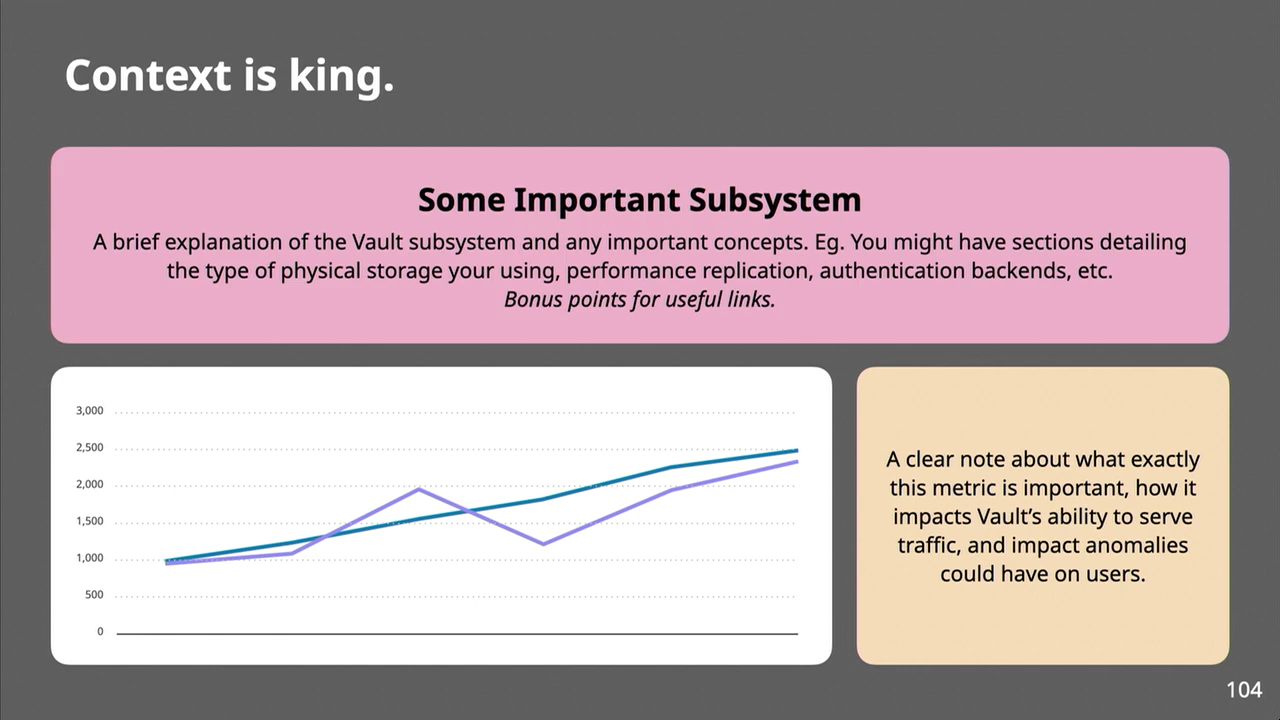 Context is king.
Some Important Subsystem
A brief explanation of the Vault subsystem and any important concepts. Eg. You might have sections detailing
the type of physical storage your using, performance replication, authentication backends, etc.
Bonus points for useful links.
3,000
2,500
2,000
1,500
1,000
500
0
A clear note about what exactly
this metric is important, how it
impacts Vault’s ability to serve
traffic, and impact anomalies
could have on users.
104